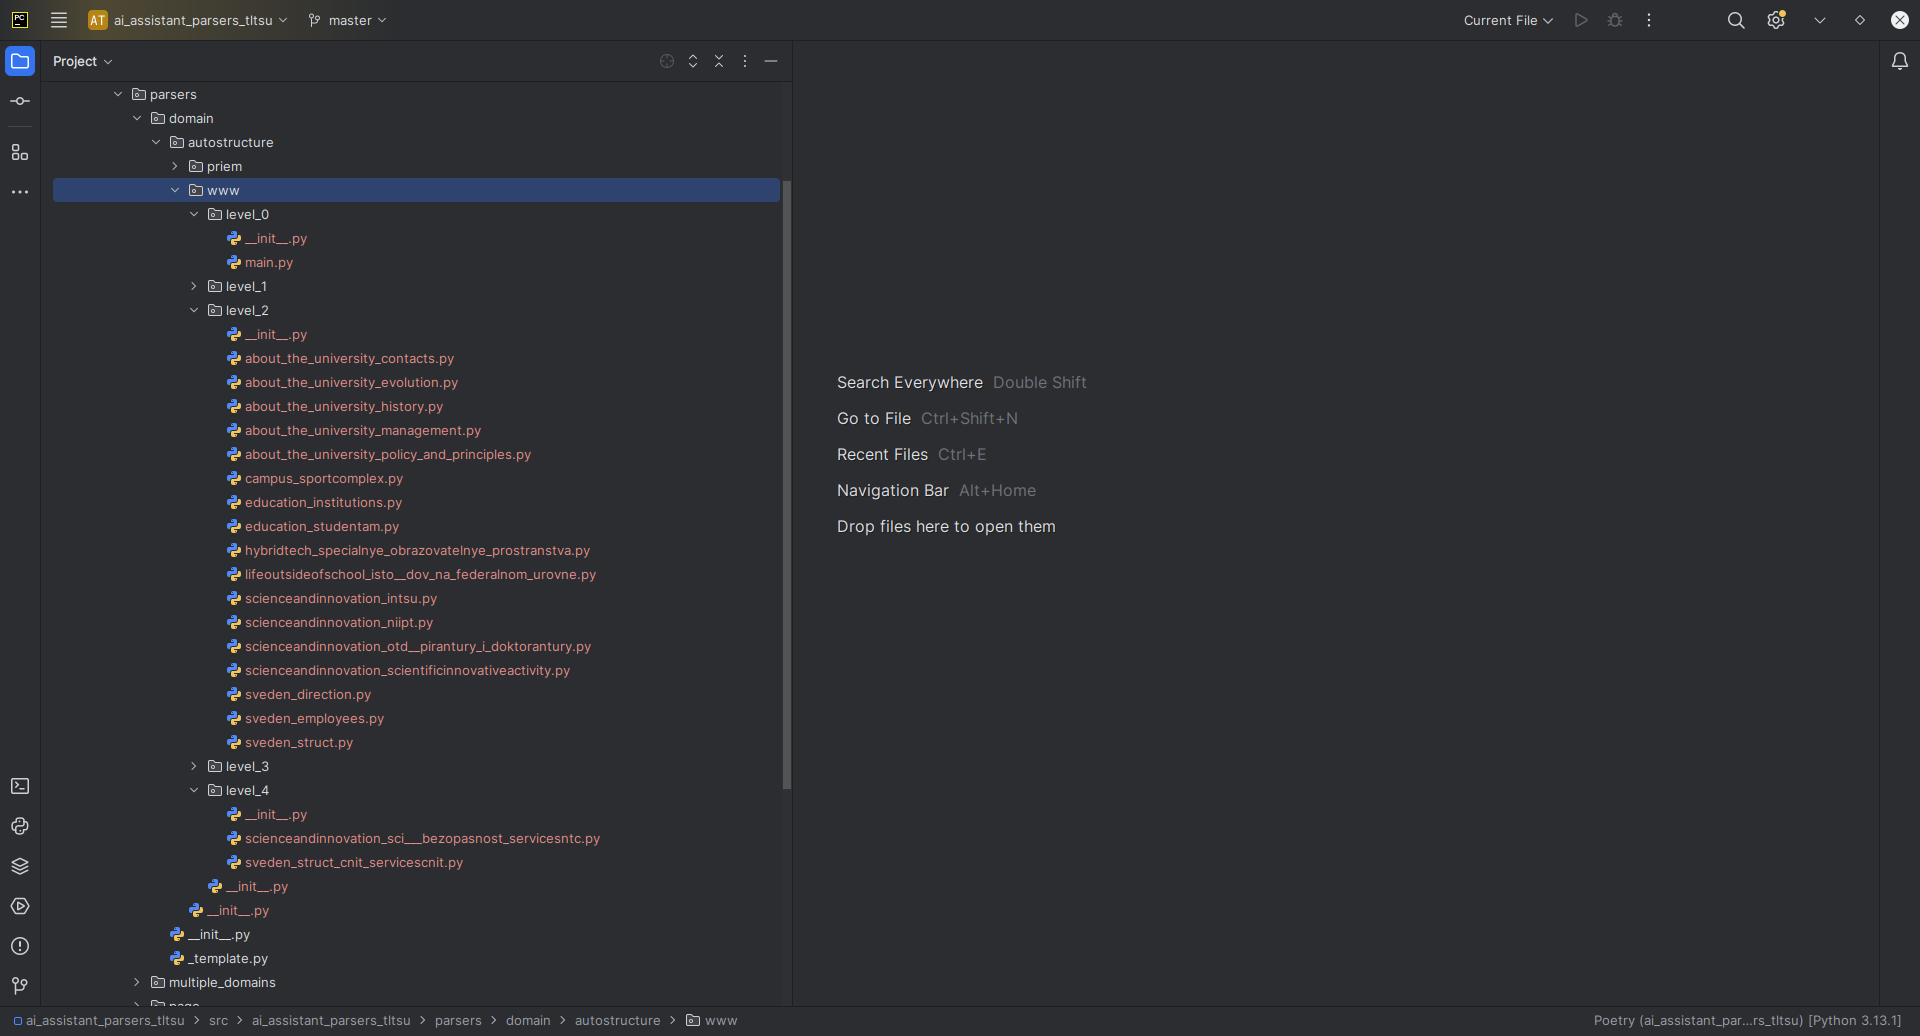 PC AT ai_assistant_parsers_tltsu master Current File
Project
parsers
domain
autostructure
priem
www
level_0
__init__.py
main.py
level_1
level_2
__init__.py
about_the_university_contacts.py
about_the_university_evolution.py
about_the_university_history.py
about_the_university_management.py
about_the_university_policy_and_principles.py
campus_sportcomplex.py
education_institutions.py
education_studentam.py
hybridtech_specialnye_obrazovatelnye_prostranstva.py
lifeoutsideofschool_isto__dov_na_federalnom_urovne.py
scienceandinnovation_intsu.py
scienceandinnovation_niipt.py
scienceandinnovation_otd__pirantury_i_doktorantury.py
scienceandinnovation_scientificinnovativeactivity.py
sveden_direction.py
sveden_employees.py
sveden_struct.py
level_3
level_4
__init__.py
scienceandinnovation_sci___bezopasnost_servicesntc.py
sveden_struct_cnit_servicescnit.py
__init__.py
__init__.py
__init__.py
_template.py
multiple_domains
page
Search Everywhere Double Shift
Go to File Ctrl+Shift+N
Recent Files Ctrl+E
Navigation Bar Alt+Home
Drop files here to open them
ai_assistant_parsers_tltsu > src > ai_assistant_parsers_tltsu > parsers > domain > autostructure > www
Poetry (ai_assistant_par...rs_tltsu) [Python 3.13.1]